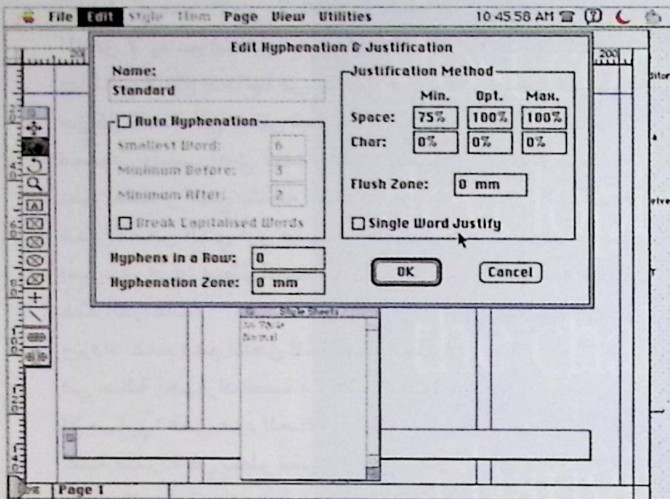 File Edit Style Item Page View Utilities 10:45:58 AM
Edit Hyphenation & Justification
Name:
Standard
Auto Hyphenation
Smallest Word: 6
Minimum Before: 3
Minimum After: 2
Break Capitalised Words
Hyphens in a Row: 0
Hyphenation Zone: 0 mm
Justification Method
Min. Opt. Max.
Space: 75% 100% 100%
Char: 0% 0% 0%
Flush Zone: 0 mm
Single Word Justify
OK Cancel
Style Sheets
No Style
Normal
Page 1
200